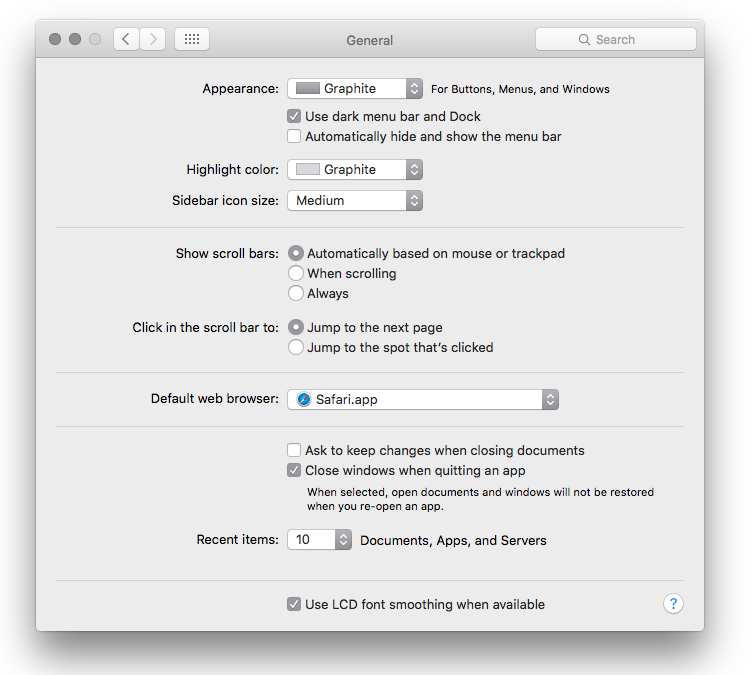 General
Search
Appearance: Graphite For Buttons, Menus, and Windows
Use dark menu bar and Dock
Automatically hide and show the menu bar
Highlight color: Graphite
Sidebar icon size: Medium
Show scroll bars: Automatically based on mouse or trackpad
When scrolling
Always
Click in the scroll bar to: Jump to the next page
Jump to the spot that's clicked
Default web browser: Safari.app
Ask to keep changes when closing documents
Close windows when quitting an app
When selected, open documents and windows will not be restored
when you re-open an app.
Recent items: 10 Documents, Apps, and Servers
Use LCD font smoothing when available
?